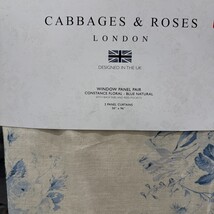 CABBAGES & ROSES
LONDON
DESIGNED IN THE UK
WINDOW PANEL PAIR
CONSTANCE FLORAL - BLUE NATURAL
2 PANEL CURTAINS